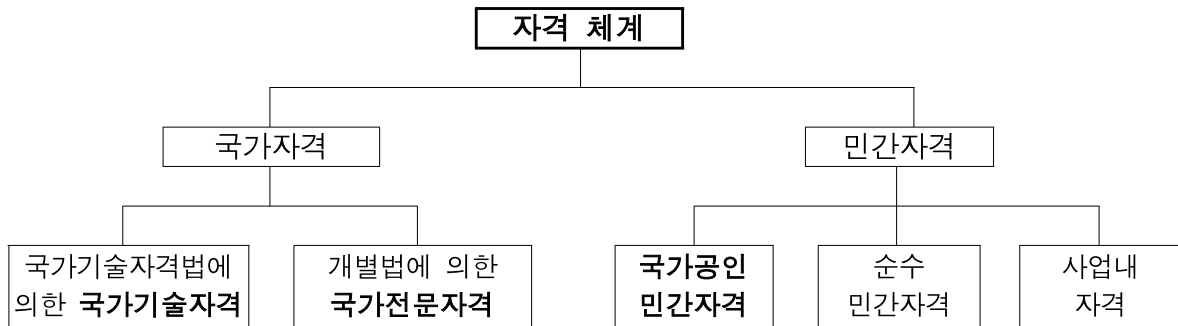 자격 체계
국가자격
민간자격
국가기술자격법에
의한 국가기술자격
개별법에 의한
국가전문자격
국가공인
민간자격
순수
민간자격
사업내
자격